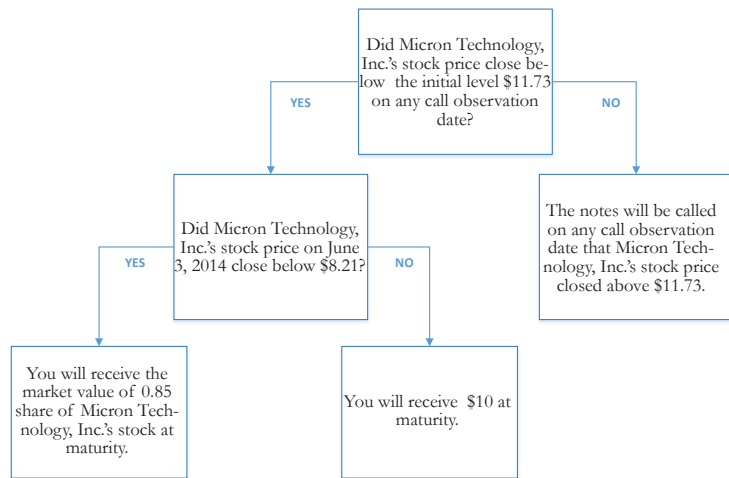 Did Micron Technology,
Inc.'s stock price close be-
low the initial level $11.73
on any call observation
date?
YES
NO
Did Micron Technology,
Inc.'s stock price on June
3, 2014 close below $8.21?
The notes will be called
on any call observation
date that Micron Tech-
nology, Inc.'s stock price
closed above $11.73.
YES
NO
You will receive the
market value of 0.85
share of Micron Tech-
nology, Inc.'s stock at
maturity.
You will receive $10 at
maturity.